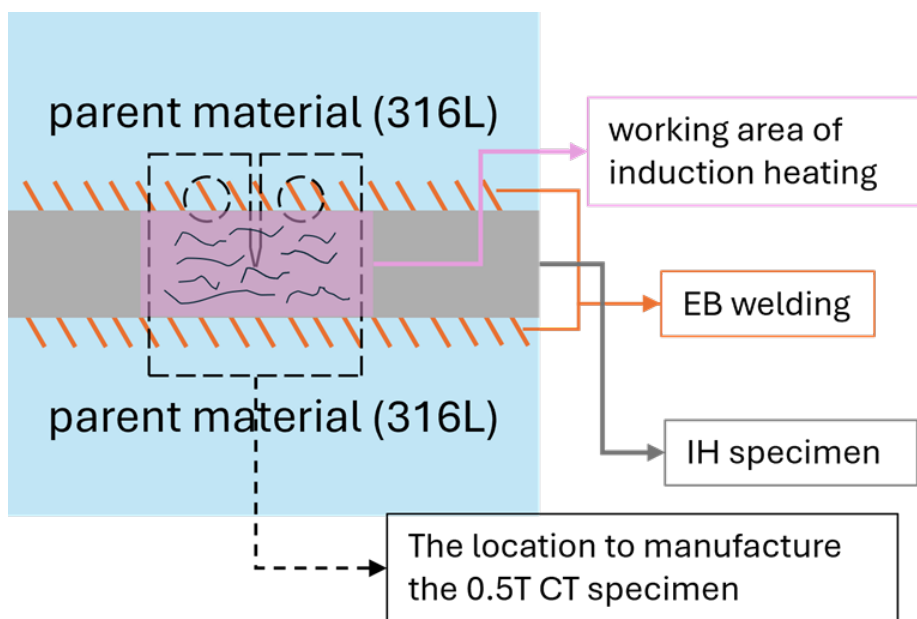 parent material (316L)
working area of
induction heating
EB welding
parent material (316L)
IH specimen
The location to manufacture
the 0.5T CT specimen